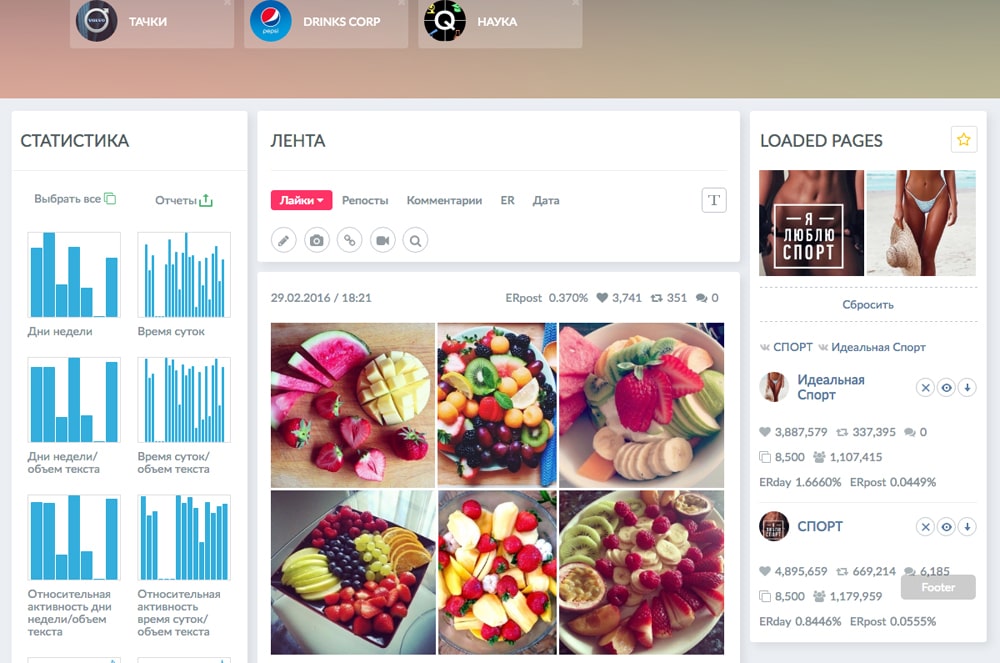 VOLVO
ТАЧКИ
pepsi
DRINKS CORP
Q
НАУКА
СТАТИСТИКА
Выбрать все
Отчеты
Дни недели
Время суток
Дни недели/
объем текста
Время суток/
объем текста
Относительная
активность дни
недели/объем
текста
Относительная
активность
время суток/
объем текста
ЛЕНТА
Лайки Репосты Комментарии ER Дата
T
29.02.2016 / 18:21
ERpost 0.370% 3,741 351 0
LOADED PAGES
Я
ЛЮБЛЮ
СПОРТ
Сбросить
СПОРТ Идеальная Спорт
Идеальная
Спорт
3,887,579 337,395 0
8,500 1,107,415
ERday 1.6660% ERpost 0.0449%
СПОРТ
4,895,659 669,214 6,185
8,500 1,179,959
Footer
ERday 0.8446% ERpost 0.0555%